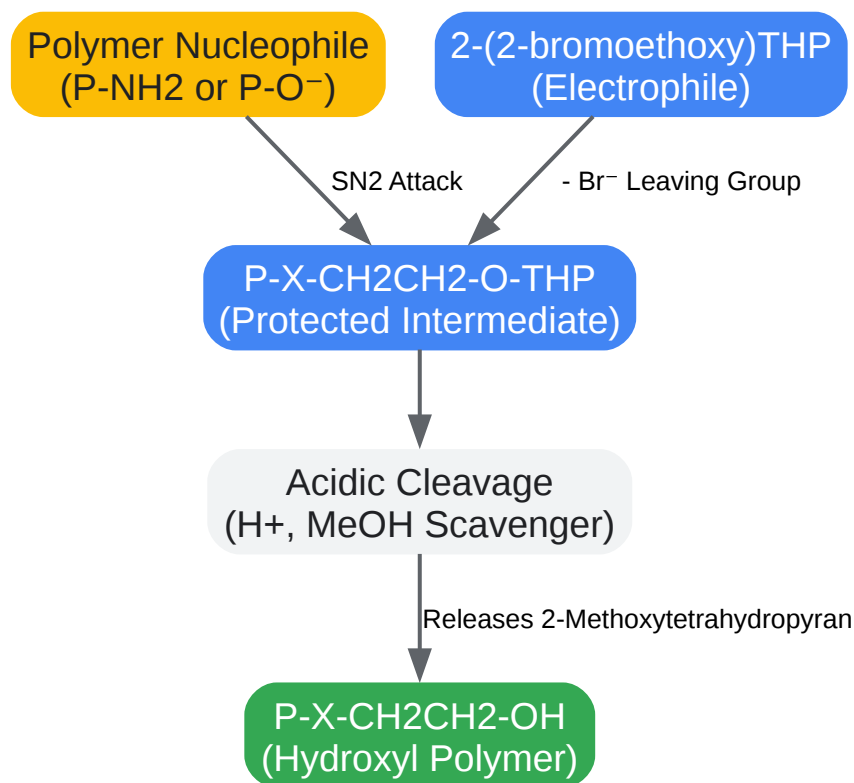 Polymer Nucleophile
(P-NH2 or P-O⁻)
2-(2-bromoethoxy)THP
(Electrophile)
SN2 Attack
- Br⁻ Leaving Group
P-X-CH2CH2-O-THP
(Protected Intermediate)
Acidic Cleavage
(H+, MeOH Scavenger)
Releases 2-Methoxytetrahydropyran
P-X-CH2CH2-OH
(Hydroxyl Polymer)